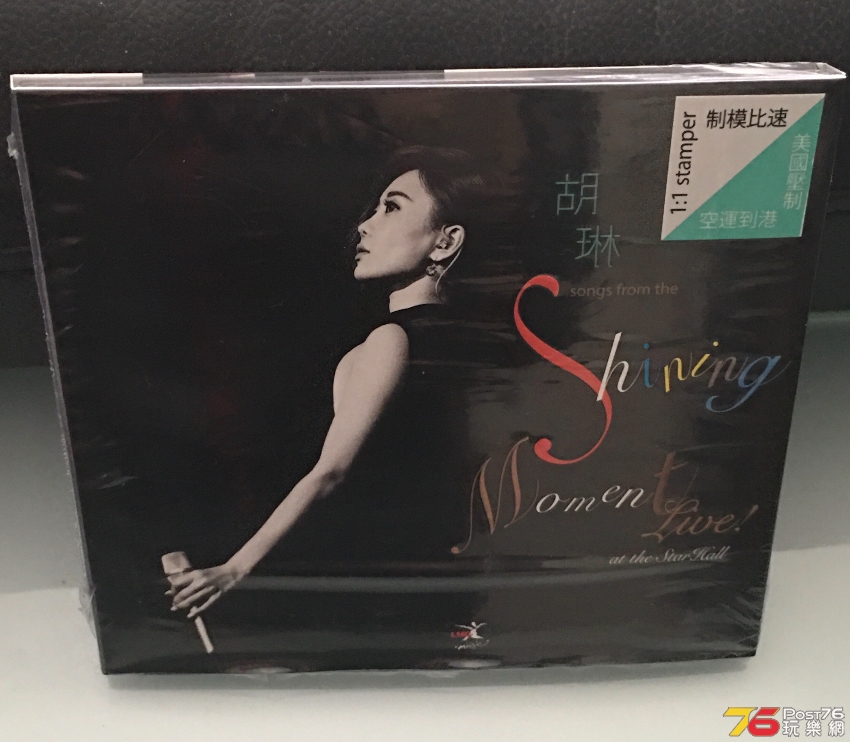 1:1 stamper
制模比速
美國壓制
空運到港
胡
琳
songs from the
Shining
Moment
Live!
at the Star Hall
76 POST76
玩樂網